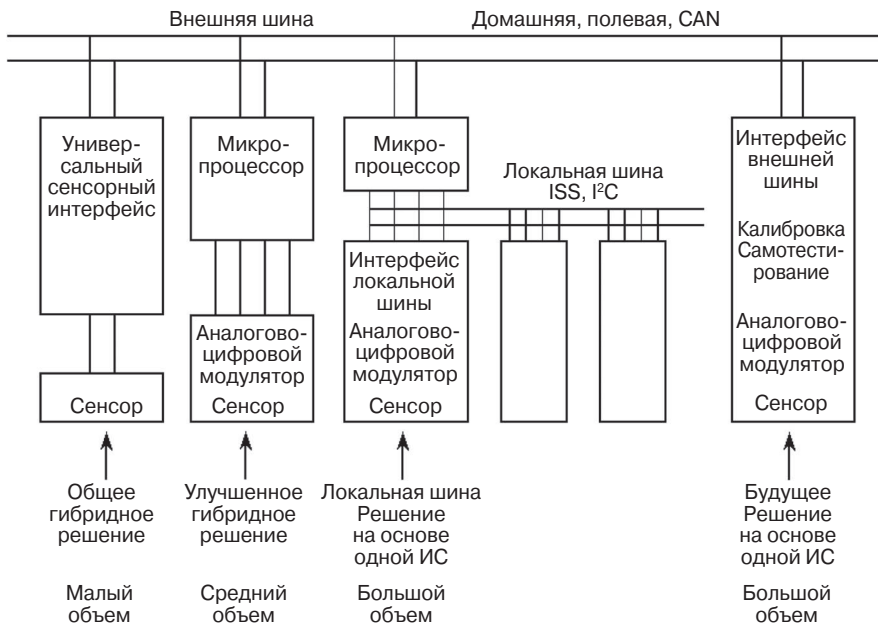 Внешняя шина
Домашняя, полевая, CAN
Универ-
сальный
сенсорный
интерфейс
Сенсор
Микро-
процессор
Аналогово-
цифровой
модулятор
Сенсор
Микро-
процессор
Интерфейс
локальной
шины
Аналогово-
цифровой
модулятор
Сенсор
Локальная шина
ISS, I²C
Интерфейс
внешней
шины
Калибровка
Самотести-
рование
Аналогово-
цифровой
модулятор
Сенсор
Общее
гибридное
решение
Малый
объем
Улучшенное
гибридное
решение
Средний
объем
Локальная шина
Решение
на основе
одной ИС
Большой
объем
Будущее
Решение
на основе
одной ИС
Большой
объем